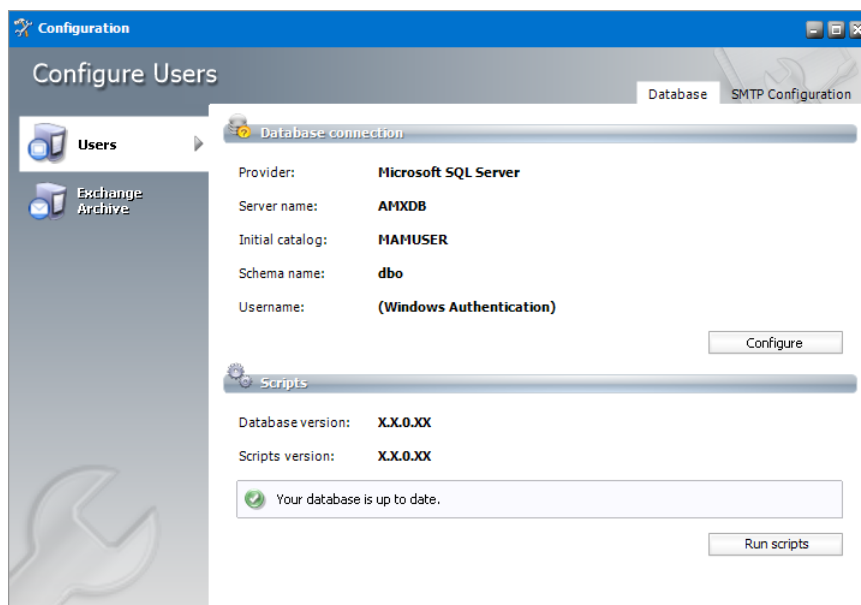 Configuration
Configure Users
Database
SMTP Configuration
Users
Exchange
Archive
Database connection
Provider: Microsoft SQL Server
Server name: AMXDB
Initial catalog: MAMUSER
Schema name: dbo
Username: (Windows Authentication)
Configure
Scripts
Database version: X.X.0.XX
Scripts version: X.X.0.XX
Your database is up to date.
Run scripts